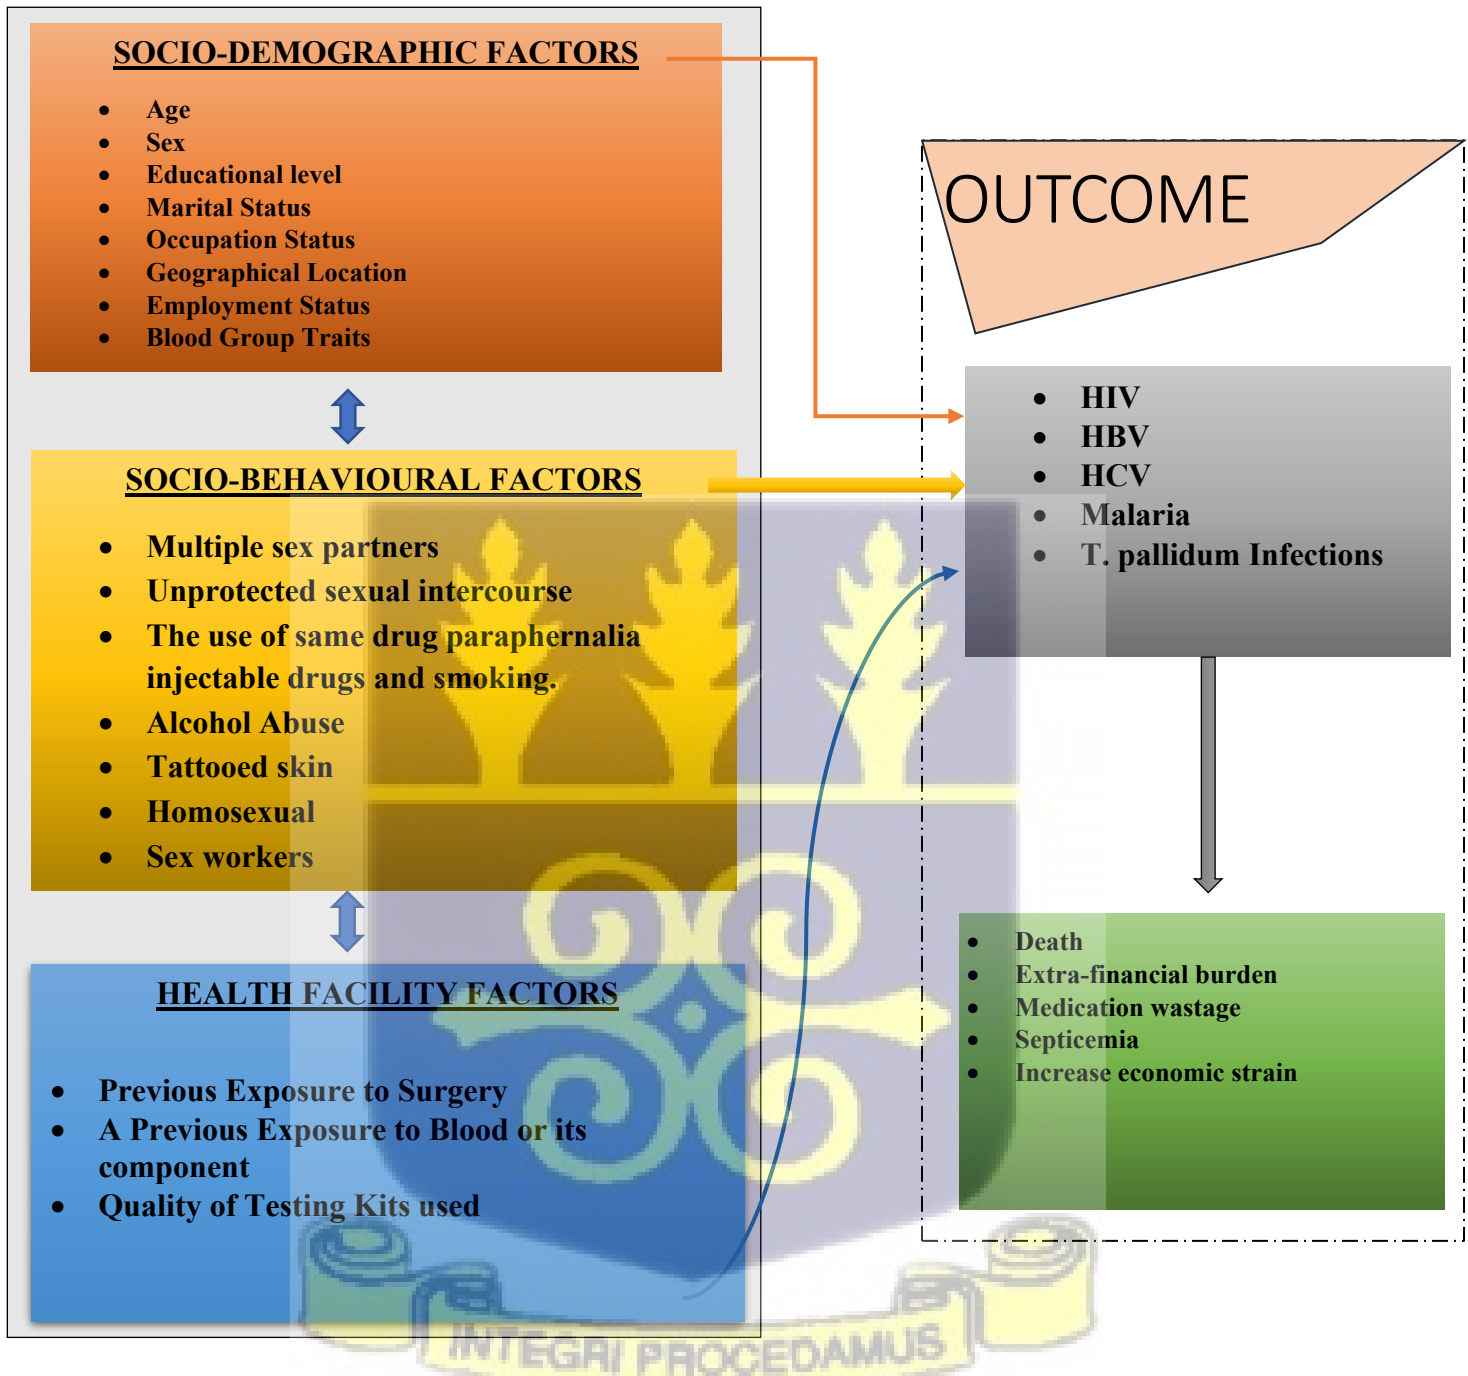 SOCIO-DEMOGRAPHIC FACTORS
• Age
• Sex
• Educational level
• Marital Status
• Occupation Status
• Geographical Location
• Employment Status
• Blood Group Traits
SOCIO-BEHAVIOURAL FACTORS
• Multiple sex partners
• Unprotected sexual intercourse
• The use of same drug paraphernalia
injectable drugs and smoking.
• Alcohol Abuse
• Tattooed skin
• Homosexual
• Sex workers
HEALTH FACILITY FACTORS
• Previous Exposure to Surgery
• A Previous Exposure to Blood or its
component
• Quality of Testing Kits used
OUTCOME
• HIV
• HBV
• HCV
• Malaria
• T. pallidum Infections
• Death
• Extra-financial burden
• Medication wastage
• Septicemia
• Increase economic strain
INTEGRI PROCEDAMUS